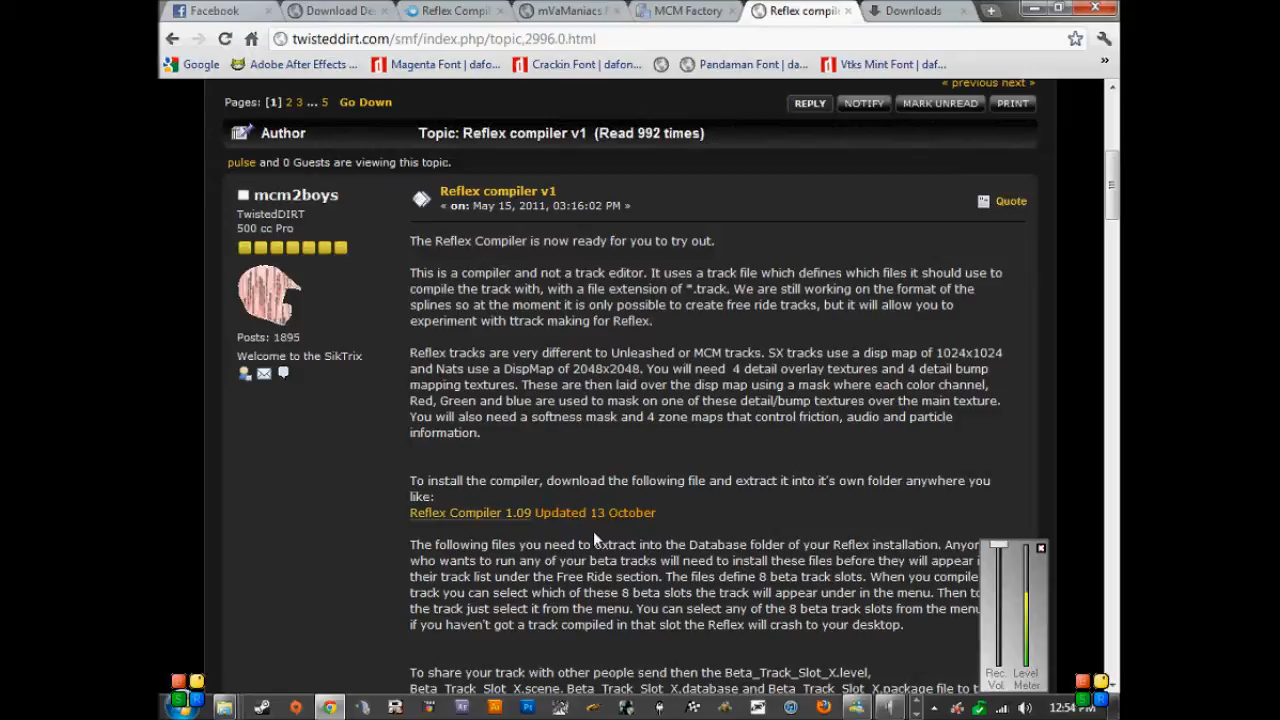 Facebook
Download De
Reflex Compil
mVaManiacs
MCM Factory
Reflex compile
Downloads
twisteddirt.com/smf/index.php/topic,2996.0.html
Google
Adobe After Effects ...
Magenta Font | dafo...
Crackin Font | dafon...
Pandaman Font | da...
Vtks Mint Font | daf...
»
« previous next »
Pages: [1] 2 3 ... 5 Go Down
REPLY
NOTIFY
MARK UNREAD
PRINT
Author
Topic: Reflex compiler v1 (Read 992 times)
pulse and 0 Guests are viewing this topic.
mcm2boys
TwistedDIRT
500 cc Pro
Posts: 1895
Welcome to the SikTrix
Reflex compiler v1
« on: May 15, 2011, 03:16:02 PM »
Quote
The Reflex Compiler is now ready for you to try out.
This is a compiler and not a track editor. It uses a track file which defines which files it should use to
compile the track with, with a file extension of *.track. We are still working on the format of the
splines so at the moment it is only possible to create free ride tracks, but it will allow you to
experiment with ttrack making for Reflex.
Reflex tracks are very different to Unleashed or MCM tracks. SX tracks use a disp map of 1024x1024
and Nats use a DispMap of 2048x2048. You will need 4 detail overlay textures and 4 detail bump
mapping textures. These are then laid over the disp map using a mask where each color channel,
Red, Green and blue are used to mask on one of these detail/bump textures over the main texture.
You will also need a softness mask and 4 zone maps that control friction, audio and particle
information.
To install the compiler, download the following file and extract it into it's own folder anywhere you
like:
Reflex Compiler 1.09 Updated 13 October
The following files you need to extract into the Database folder of your Reflex installation. Anyon
who wants to run any of your beta tracks will need to install these files before they will appear i
their track list under the Free Ride section. The files define 8 beta track slots. When you compile
track you can select which of these 8 beta slots the track will appear under in the menu. Then to
the track just select it from the menu. You can select any of the 8 beta track slots from the menu
if you haven't got a track compiled in that slot the Reflex will crash to your desktop.
To share your track with other people send then the Beta_Track_Slot_X.level,
Beta_Track_Slot_X.scene, Beta_Track_Slot_X.database and Beta_Track_Slot_X.package file to t
Rec. Vol
Level Meter
S R
S R
12:54 PM